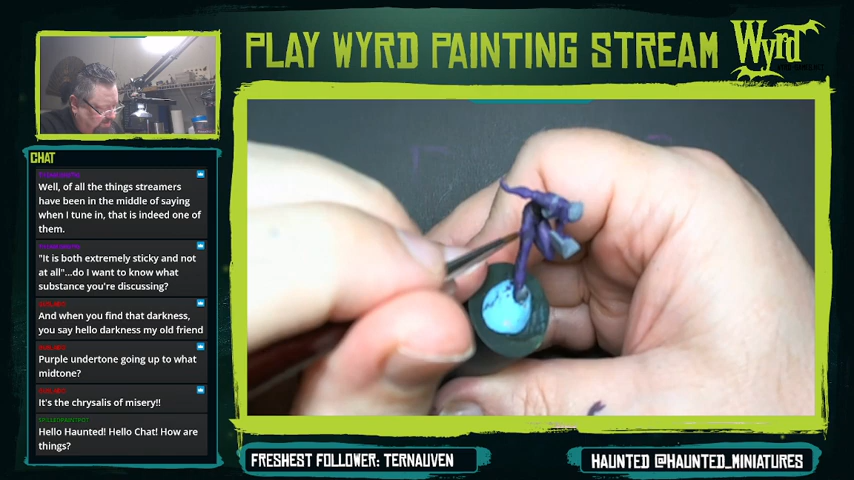 PLAY WYRD PAINTING STREAM
Wyrd
CHAT
Well, of all the things streamers
have been in the middle of saying
when I tune in, that is indeed one of
them.
"It is both extremely sticky and not
at all"...do I want to know what
substance you're discussing?
And when you find that darkness,
you say hello darkness my old friend
Purple undertone going up to what
midtone?
It's the chrysalis of misery!!
Hello Haunted! Hello Chat! How are
things?
FRESHEST FOLLOWER: TERNAUVEN
HAUNTED @HAUNTED_MINIATURES